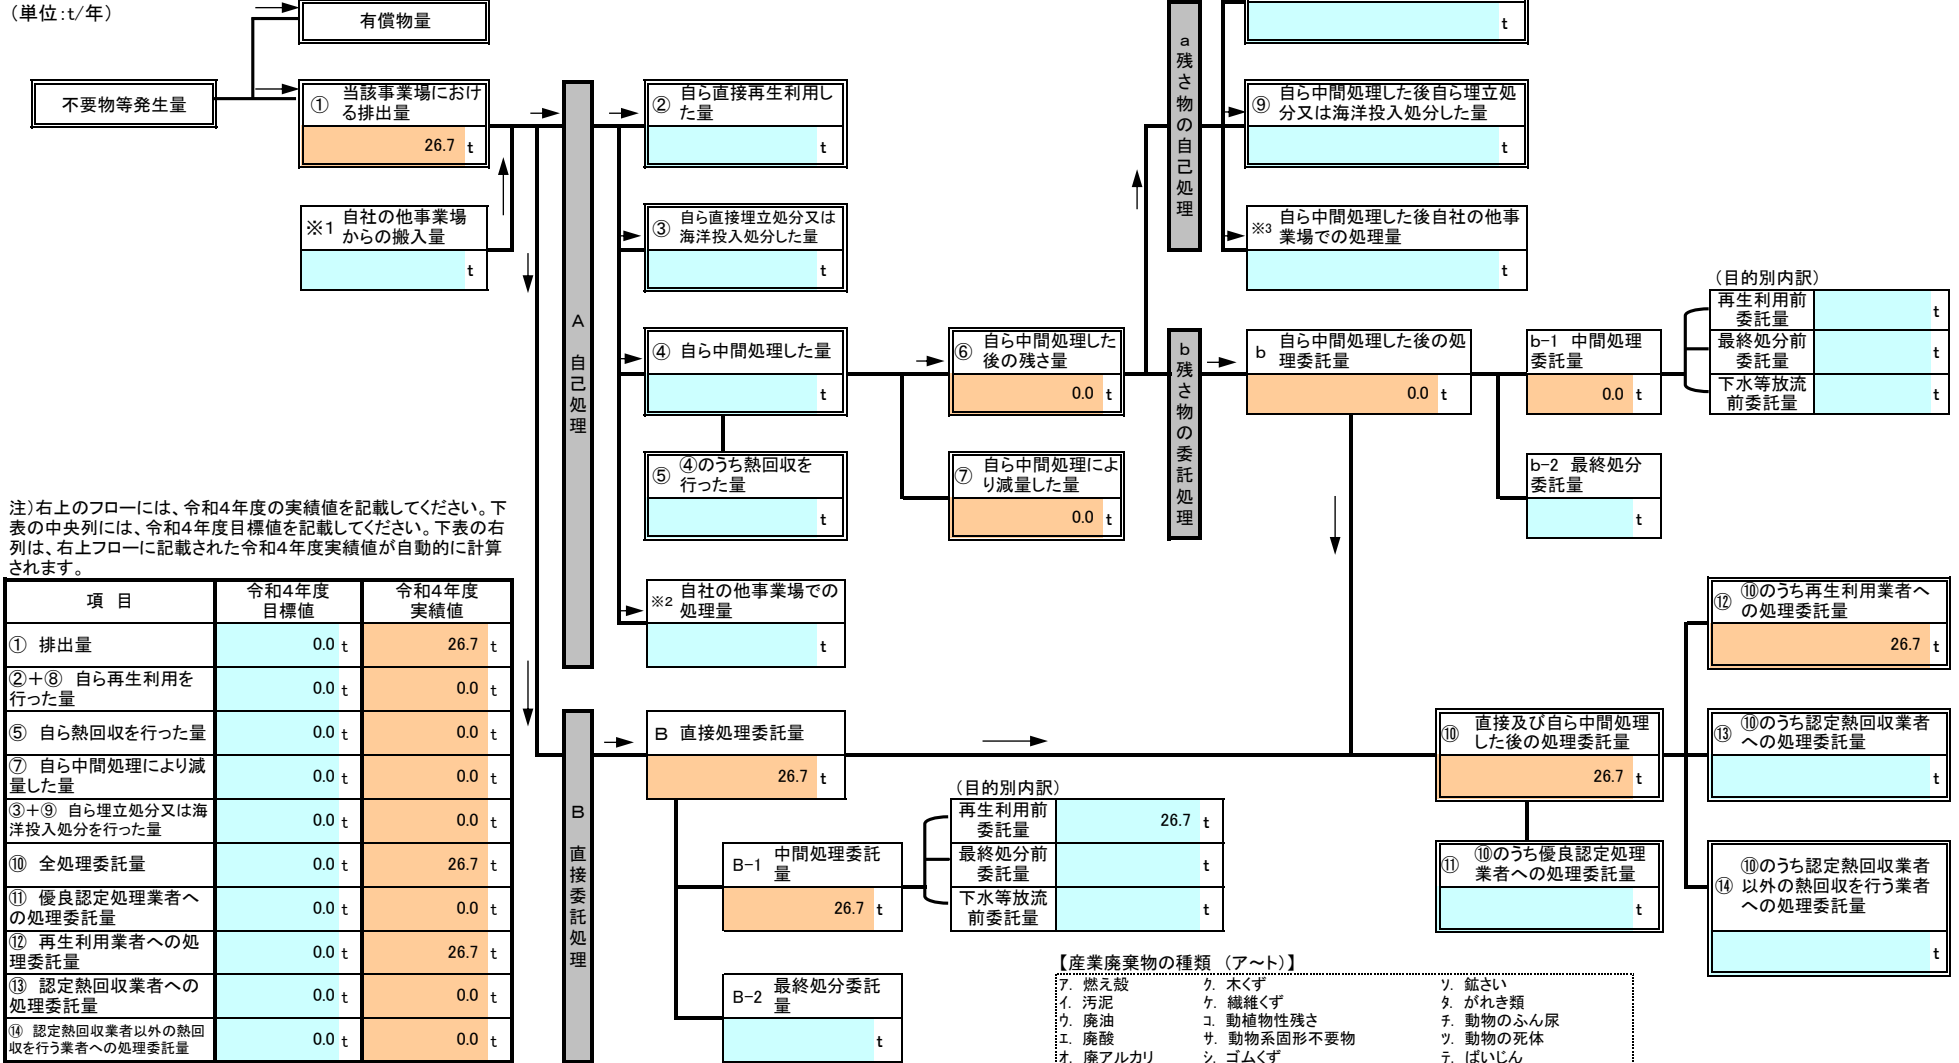 (単位:t/年)
有償物量
不要物等発生量
① 当該事業場におけ
る排出量
26.7 t
※1 自社の他事業場
からの搬入量
t
A 自己処理
② 自ら直接再生利用し
た量
t
③ 自ら直接埋立処分又は
海洋投入処分した量
t
④ 自ら中間処理した量
t
⑤ ④のうち熱回収を
行った量
t
※2 自社の他事業場での
処理量
t
⑥ 自ら中間処理した
後の残さ量
0.0 t
⑦ 自ら中間処理によ
り減量した量
0.0 t
a 残さ物の自己処理
t
⑨ 自ら中間処理した後自ら埋立処
分又は海洋投入処分した量
t
※3 自ら中間処理した後自社の他事
業場での処理量
t
b 残さ物の委託処理
b 自ら中間処理した後の処
理委託量
0.0 t
b-1 中間処理
委託量
0.0 t
b-2 最終処分
委託量
t
(目的別内訳)
再生利用前
委託量 t
最終処分前
委託量 t
下水等放流
前委託量 t
注)右上のフローには、令和4年度の実績値を記載してください。下
表の中央列には、令和4年度目標値を記載してください。下表の右
列は、右上フローに記載された令和4年度実績値が自動的に計算
されます。
項 目 令和4年度 目標値 令和4年度 実績値
① 排出量 0.0 t 26.7 t
②+⑧ 自ら再生利用を
行った量 0.0 t 0.0 t
⑤ 自ら熱回収を行った量 0.0 t 0.0 t
⑦ 自ら中間処理により減
量した量 0.0 t 0.0 t
③+⑨ 自ら埋立処分又は海
洋投入処分を行った量 0.0 t 0.0 t
⑩ 全処理委託量 0.0 t 26.7 t
⑪ 優良認定処理業者へ
の処理委託量 0.0 t 0.0 t
⑫ 再生利用業者への処
理委託量 0.0 t 26.7 t
⑬ 認定熱回収業者への
処理委託量 0.0 t 0.0 t
⑭ 認定熱回収業者以外の熱回
収を行う業者への処理委託量 0.0 t 0.0 t
B 直接委託処理
B 直接処理委託量
26.7 t
B-1 中間処理委託
量
26.7 t
B-2 最終処分委託
量
t
(目的別内訳)
再生利用前
委託量 26.7 t
最終処分前
委託量 t
下水等放流
前委託量 t
⑩ 直接及び自ら中間処理
した後の処理委託量
26.7 t
⑪ ⑩のうち優良認定処理
業者への処理委託量
t
⑫ ⑩のうち再生利用業者へ
の処理委託量
26.7 t
⑬ ⑩のうち認定熱回収業者
への処理委託量
t
⑭ ⑩のうち認定熱回収業者
以外の熱回収を行う業者
への処理委託量
t
【産業廃棄物の種類 (ア~ト)】
ア. 燃え殻 ク. 木くず ソ. 鉱さい
イ. 汚泥 ケ. 繊維くず タ. がれき類
ウ. 廃油 コ. 動植物性残さ チ. 動物のふん尿
エ. 廃酸 サ. 動物系固形不要物 ツ. 動物の死体
オ. 廃アルカリ シ. ゴムくず テ. ばいじん